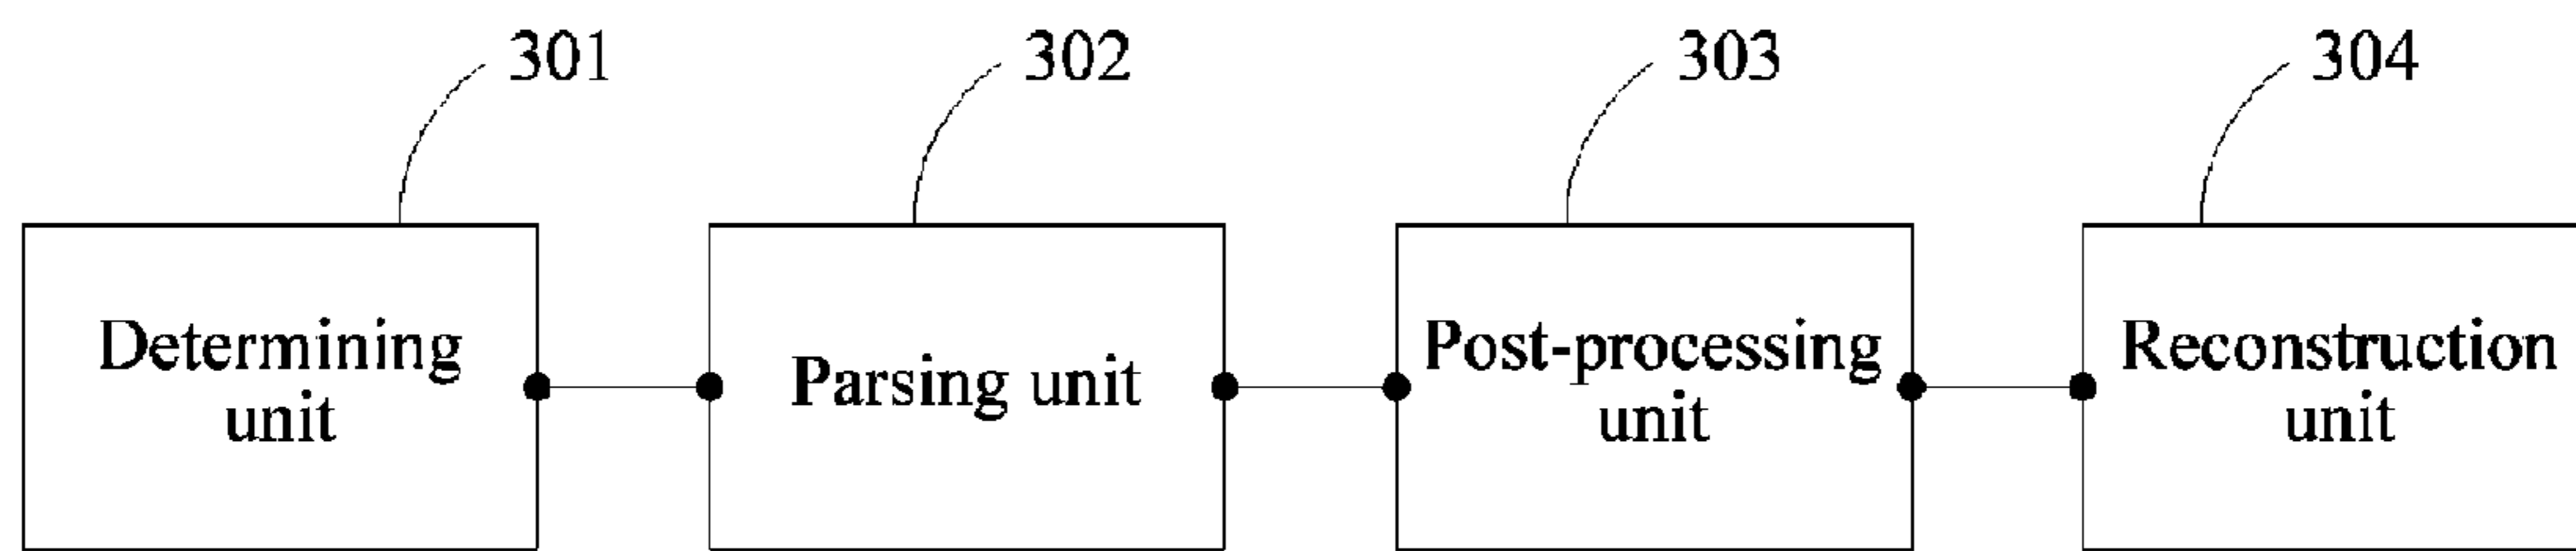 301
302
303
304
Determining
unit
Parsing unit
Post-processing
unit
Reconstruction
unit